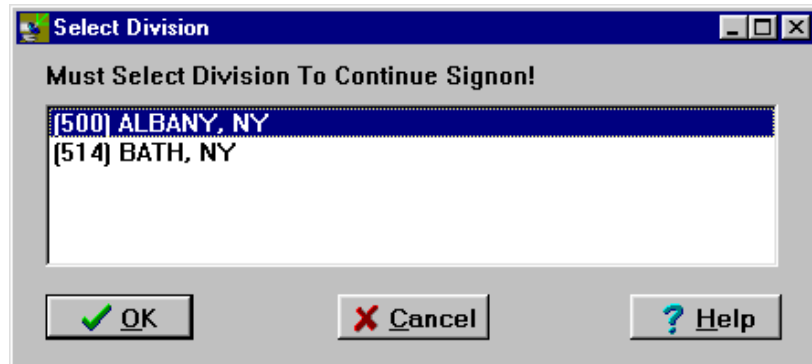 Select Division
Must Select Division To Continue Signon!
(500) ALBANY, NY
(514) BATH, NY
OK
Cancel
? Help